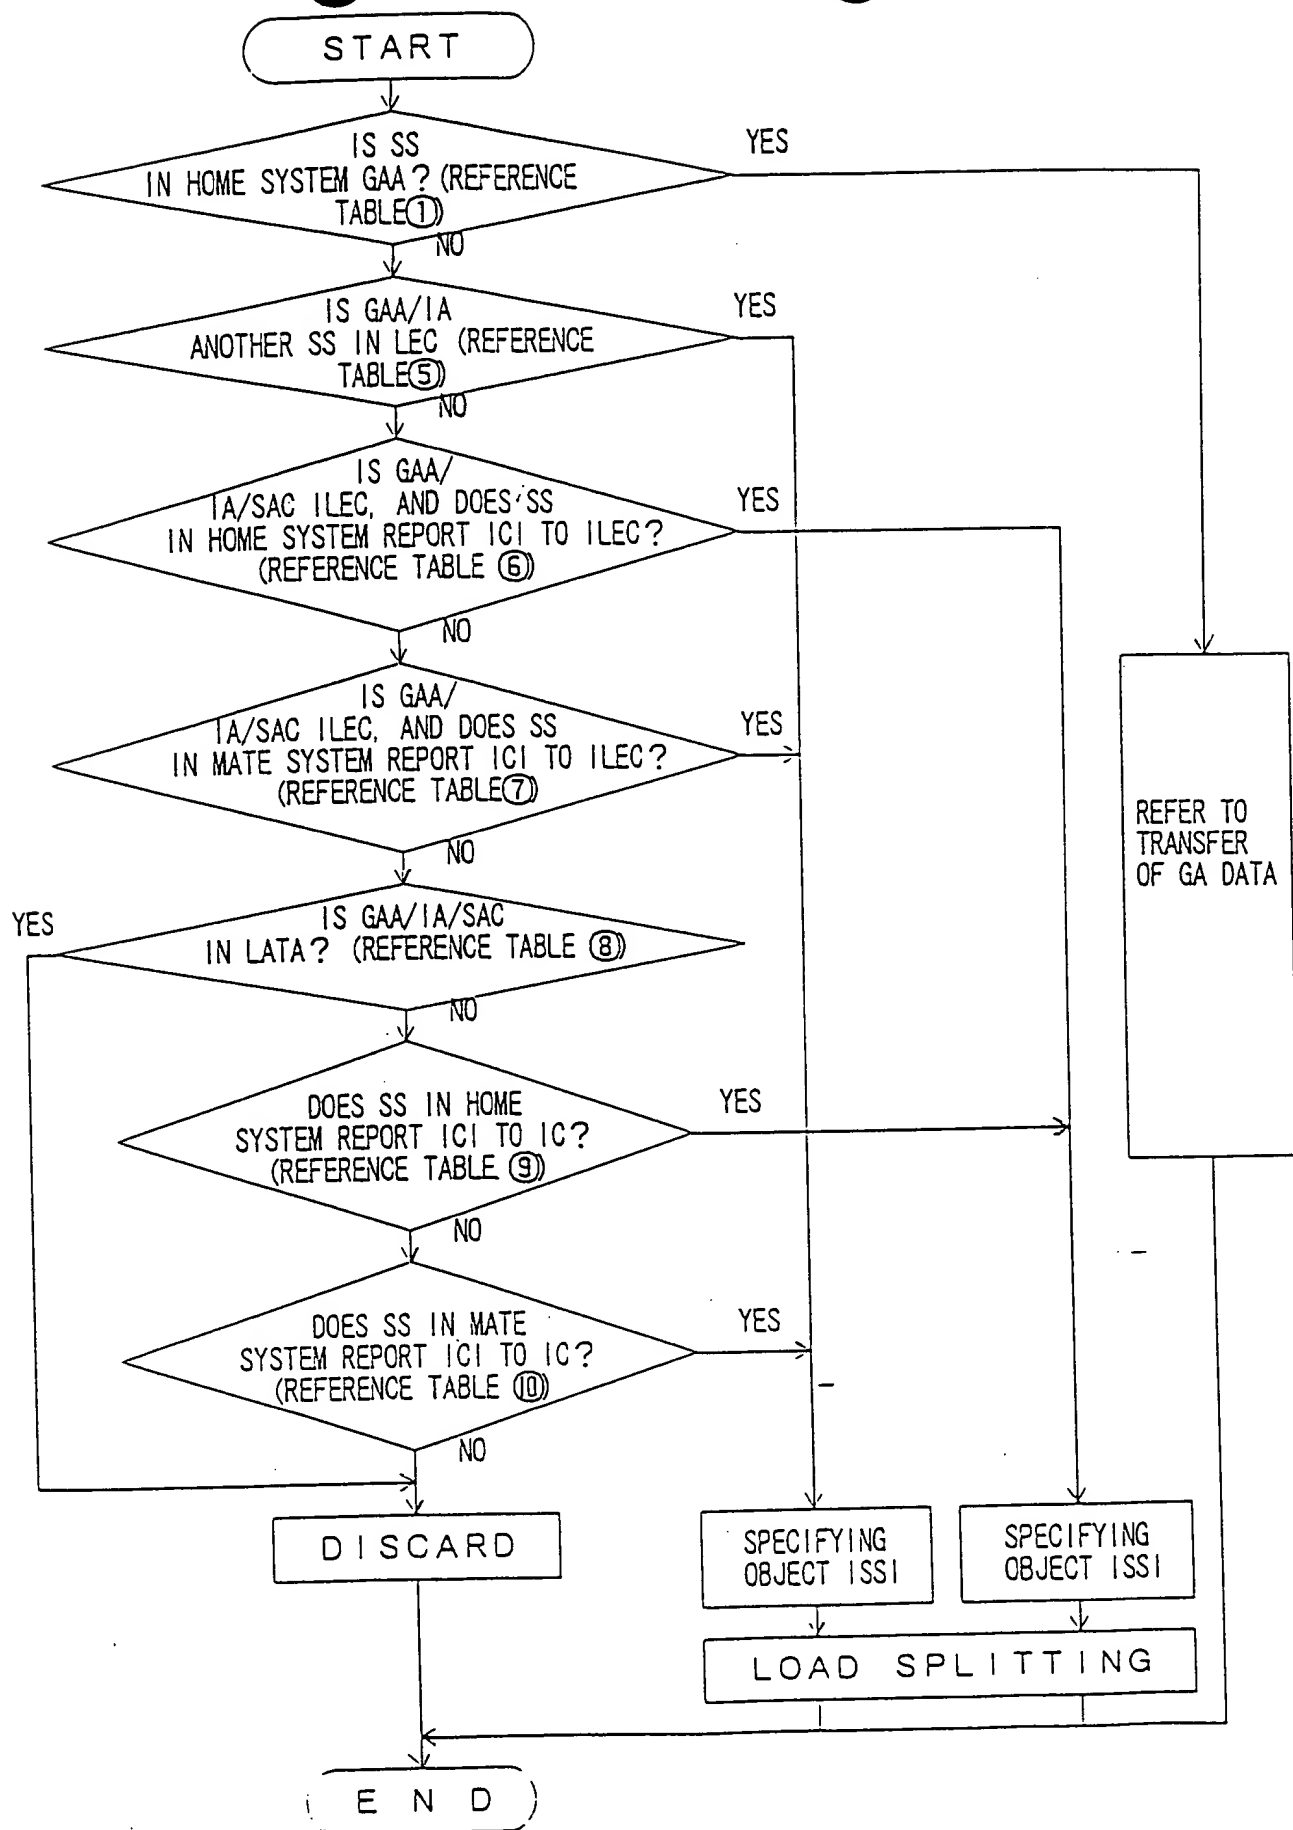 START
IS SS
IN HOME SYSTEM GAA? (REFERENCE
TABLE①)
YES
NO
IS GAA/IA
ANOTHER SS IN LEC (REFERENCE
TABLE⑤)
YES
NO
IS GAA/
IA/SAC ILEC, AND DOES SS
IN HOME SYSTEM REPORT ICI TO ILEC?
(REFERENCE TABLE ⑥)
YES
NO
IS GAA/
IA/SAC ILEC, AND DOES SS
IN MATE SYSTEM REPORT ICI TO ILEC?
(REFERENCE TABLE⑦)
YES
NO
REFER TO
TRANSFER
OF GA DATA
YES
IS GAA/IA/SAC
IN LATA? (REFERENCE TABLE ⑧)
NO
DOES SS IN HOME
SYSTEM REPORT ICI TO IC?
(REFERENCE TABLE ⑨)
YES
NO
DOES SS IN MATE
SYSTEM REPORT ICI TO IC?
(REFERENCE TABLE ⑩)
YES
NO
DISCARD
SPECIFYING
OBJECT ISSI
SPECIFYING
OBJECT ISSI
LOAD SPLITTING
END